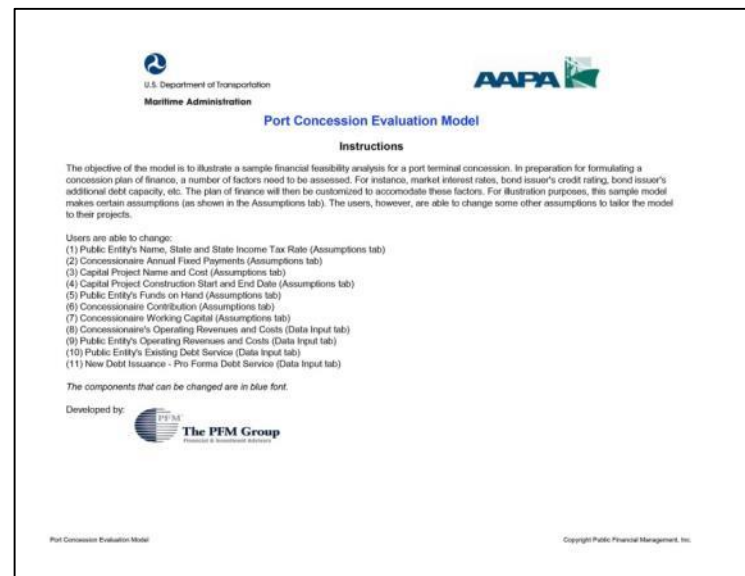 U.S. Department of Transportation
Maritime Administration
AAPA
Port Concession Evaluation Model
Instructions
The objective of the model is to illustrate a sample financial feasibility analysis for a port terminal concession. In preparation for formulating a
concession plan of finance, a number of factors need to be assessed. For instance, market interest rates, bond issuer's credit rating, bond issuer's
additional debt capacity, etc. The plan of finance will then be customized to accomodate these factors. For illustration purposes, this sample model
makes certain assumptions (as shown in the Assumptions tab). The users, however, are able to change some other assumptions to tailor the model
to their projects.
Users are able to change:
(1) Public Entity's Name, State and State Income Tax Rate (Assumptions tab)
(2) Concessionaire Annual Fixed Payments (Assumptions tab)
(3) Capital Project Name and Cost (Assumptions tab)
(4) Capital Project Construction Start and End Date (Assumptions tab)
(5) Public Entity's Funds on Hand (Assumptions tab)
(6) Concessionaire Contribution (Assumptions tab)
(7) Concessionaire Working Capital (Assumptions tab)
(8) Concessionaire's Operating Revenues and Costs (Data Input tab)
(9) Public Entity's Operating Revenues and Costs (Data Input tab)
(10) Public Entity's Existing Debt Service (Data Input tab)
(11) New Debt Issuance - Pro Forma Debt Service (Data Input tab)
The components that can be changed are in blue font.
Developed by:
PFM
The PFM Group
Financial & Investment Advisors
Port Concession Evaluation Model
Copyright Public Financial Management, Inc.